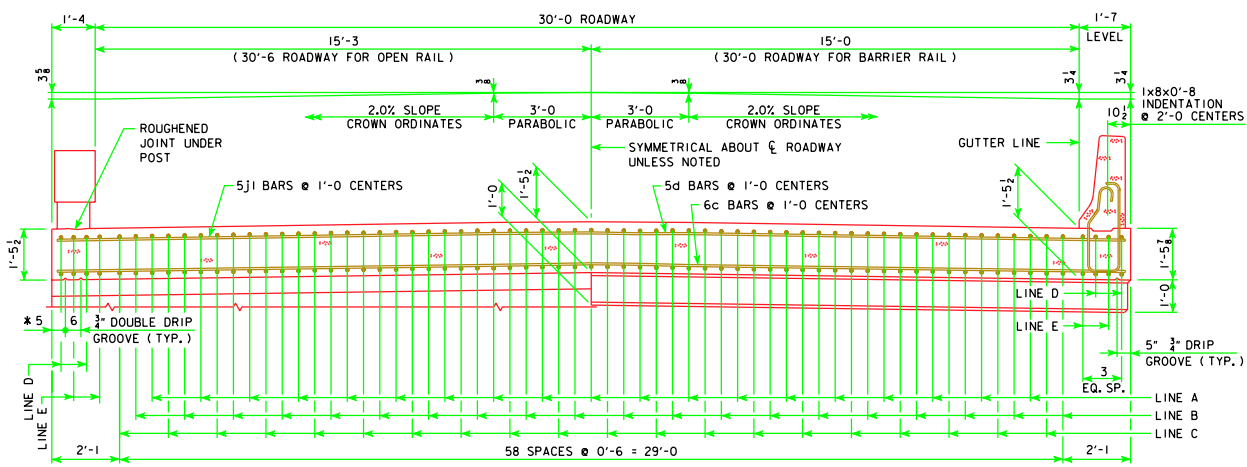 1'-4
30'-0 ROADWAY
1'-7
LEVEL
15'-3
(30'-6 ROADWAY FOR OPEN RAIL)
15'-0
(30'-0 ROADWAY FOR BARRIER RAIL)
3 5/8
3/8
3/8
3 1/4
3 1/4
1x8x0'-8
INDENTATION
@ 2'-0 CENTERS
10 1/2
2.0% SLOPE
CROWN ORDINATES
3'-0
PARABOLIC
3'-0
PARABOLIC
2.0% SLOPE
CROWN ORDINATES
ROUGHENED
JOINT UNDER
POST
SYMMETRICAL ABOUT ℄ ROADWAY
UNLESS NOTED
GUTTER LINE
5j1 BARS @ 1'-0 CENTERS
1'-0
1'-5 1/2
5d BARS @ 1'-0 CENTERS
6c BARS @ 1'-0 CENTERS
1'-5 1/2
1'-5 1/2
1'-5 7/8
1'-0
LINE D
LINE E
* 5
6
3/4" DOUBLE DRIP
GROOVE (TYP.)
5" 3/4" DRIP
GROOVE (TYP.)
3
EQ. SP.
LINE D
LINE E
LINE A
LINE B
LINE C
2'-1
58 SPACES @ 0'-6 = 29'-0
2'-1